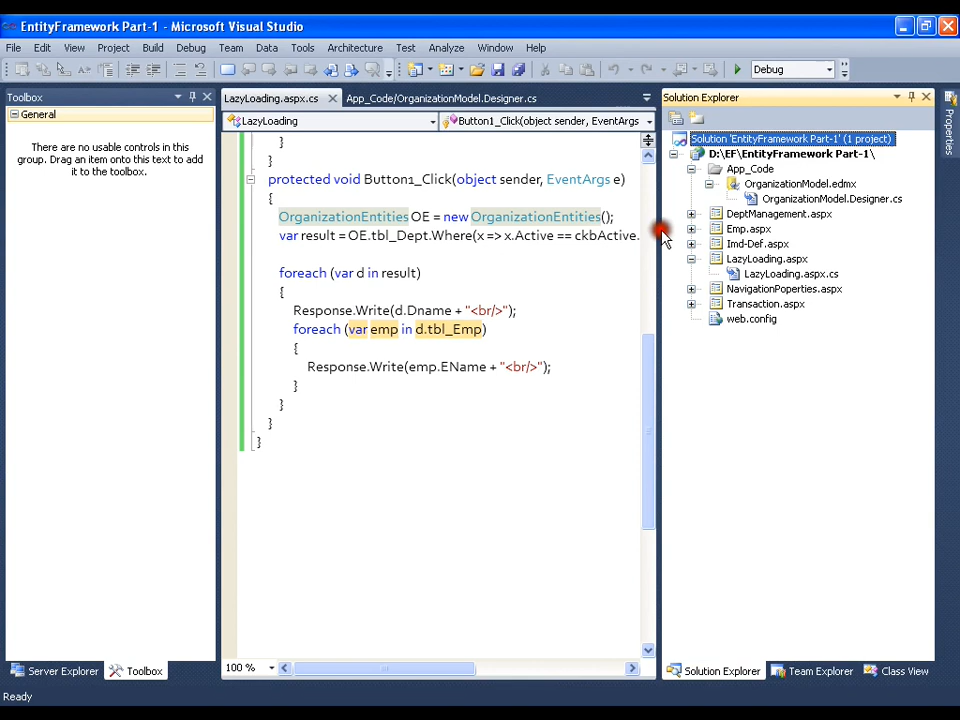 EntityFramework Part-1 - Microsoft Visual Studio
File Edit View Project Build Debug Team Data Tools Architecture Test Analyze Window Help
Debug
Toolbox
General
There are no usable controls in this
group. Drag an item onto this text to add
it to the toolbox.
LazyLoading.aspx.cs App_Code/OrganizationModel.Designer.cs
LazyLoading Button1_Click(object sender, EventArgs
}
}
protected void Button1_Click(object sender, EventArgs e)
{
OrganizationEntities OE = new OrganizationEntities();
var result = OE.tbl_Dept.Where(x => x.Active == ckbActive.
foreach (var d in result)
{
Response.Write(d.Dname + "<br/>");
foreach (var emp in d.tbl_Emp)
{
Response.Write(emp.EName + "<br/>");
}
}
}
}
100 %
Solution Explorer
Solution 'EntityFramework Part-1' (1 project)
D:\EF\EntityFramework Part-1\
App_Code
OrganizationModel.edmx
OrganizationModel.Designer.cs
DeptManagement.aspx
Emp.aspx
Imd-Def.aspx
LazyLoading.aspx
LazyLoading.aspx.cs
NavigationPoperties.aspx
Transaction.aspx
web.config
Properties
Server Explorer Toolbox
Solution Explorer Team Explorer Class View
Ready